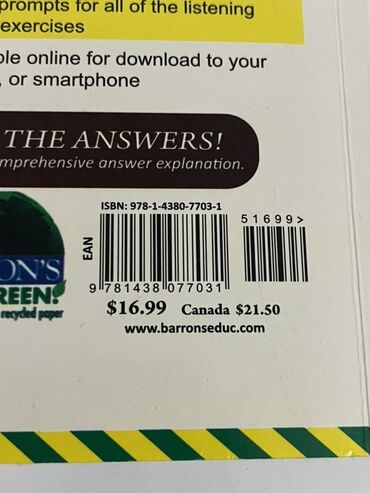 prompts for all of the listening
exercises
ble online for download to your
, or smartphone
THE ANSWERS!
mprehensive answer explanation.
ON'S
REEN!
recycled paper
ISBN: 978-1-4380-7703-1
51699>
EAN
9 781438 077031
$16.99 Canada $21.50
www.barronseduc.com